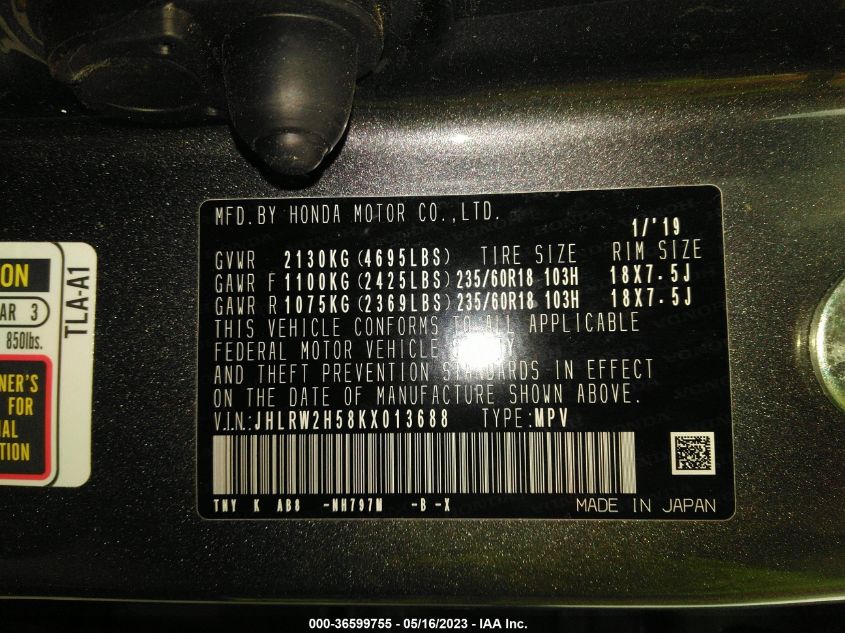 MFD.BY HONDA MOTOR CO.,LTD.
1/'19
GVWR 2130KG(4695LBS) TIRE SIZE RIM SIZE
GAWR F 1100KG(2425LBS) 235/60R18 103H 18X7.5J
GAWR R 1075KG(2369LBS) 235/60R18 103H 18X7.5J
THIS VEHICLE CONFORMS TO ALL APPLICABLE
FEDERAL MOTOR VEHICLE
AND THEFT PREVENTION STANDARDS IN EFFECT
ON THE DATE OF MANUFACTURE SHOWN ABOVE.
V.I.N:JHLRW2H58KX013688 TYPE:MPV
TNY K AB8 -NH797M -B -X
MADE IN JAPAN
ON
AR 3
850lbs.
NER'S
FOR
IAL
TION
TLA-A1
000-36599755 - 05/16/2023 - IAA Inc.